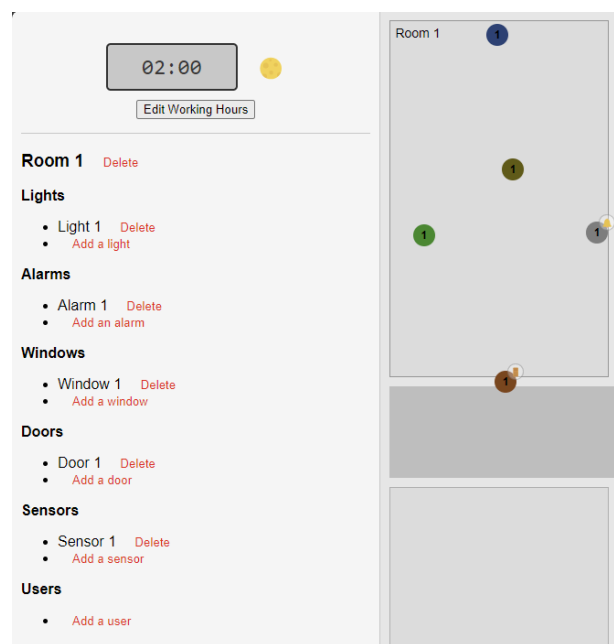 02:00
Edit Working Hours
Room 1 Delete
Lights
Light 1 Delete
Add a light
Alarms
Alarm 1 Delete
Add an alarm
Windows
Window 1 Delete
Add a window
Doors
Door 1 Delete
Add a door
Sensors
Sensor 1 Delete
Add a sensor
Users
Add a user
Room 1
1
1
1
1
1